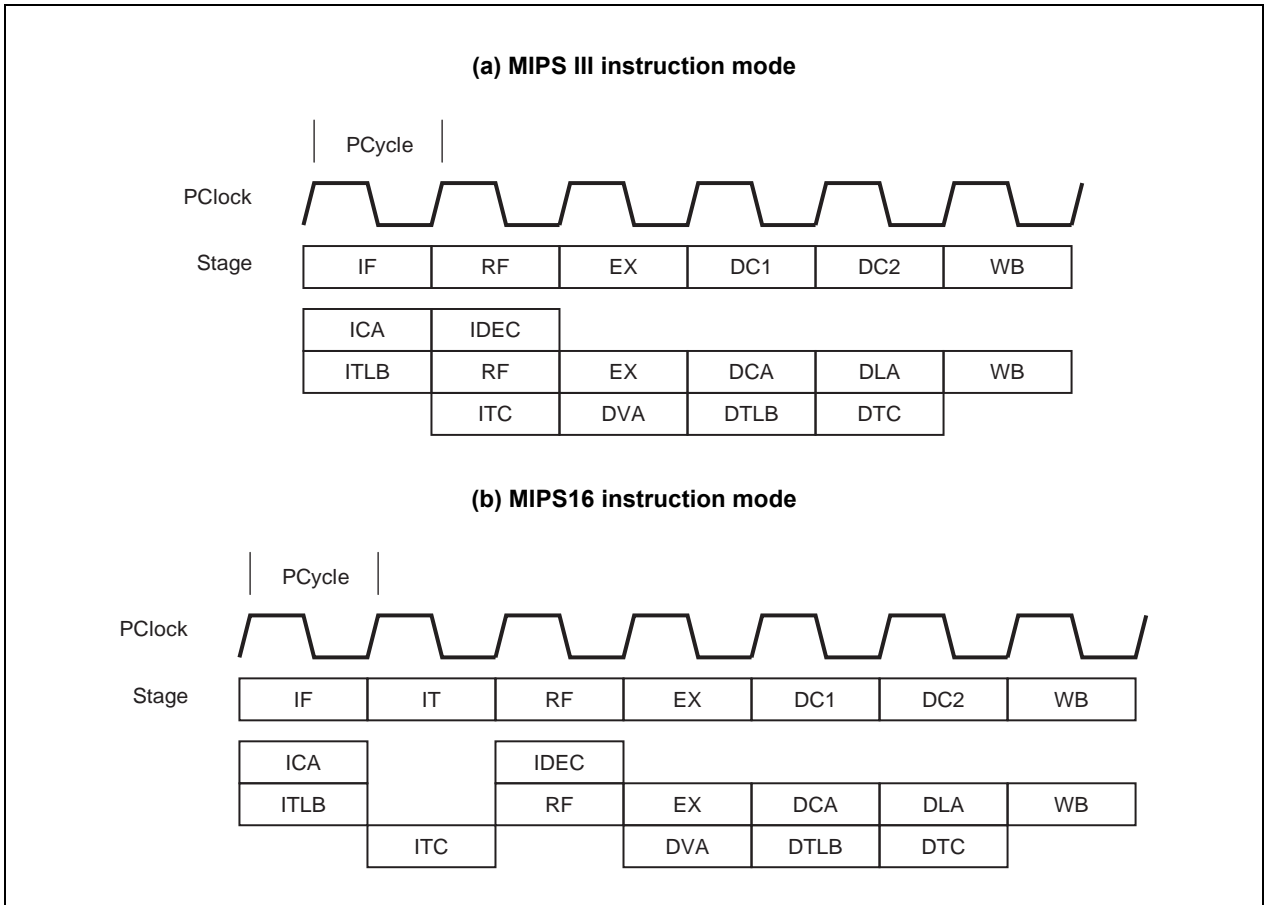 (a) MIPS III instruction mode
PCycle
PClock
Stage IF RF EX DC1 DC2 WB
ICA IDEC
ITLB RF EX DCA DLA WB
ITC DVA DTLB DTC
(b) MIPS16 instruction mode
PCycle
PClock
Stage IF IT RF EX DC1 DC2 WB
ICA IDEC
ITLB RF EX DCA DLA WB
ITC DVA DTLB DTC